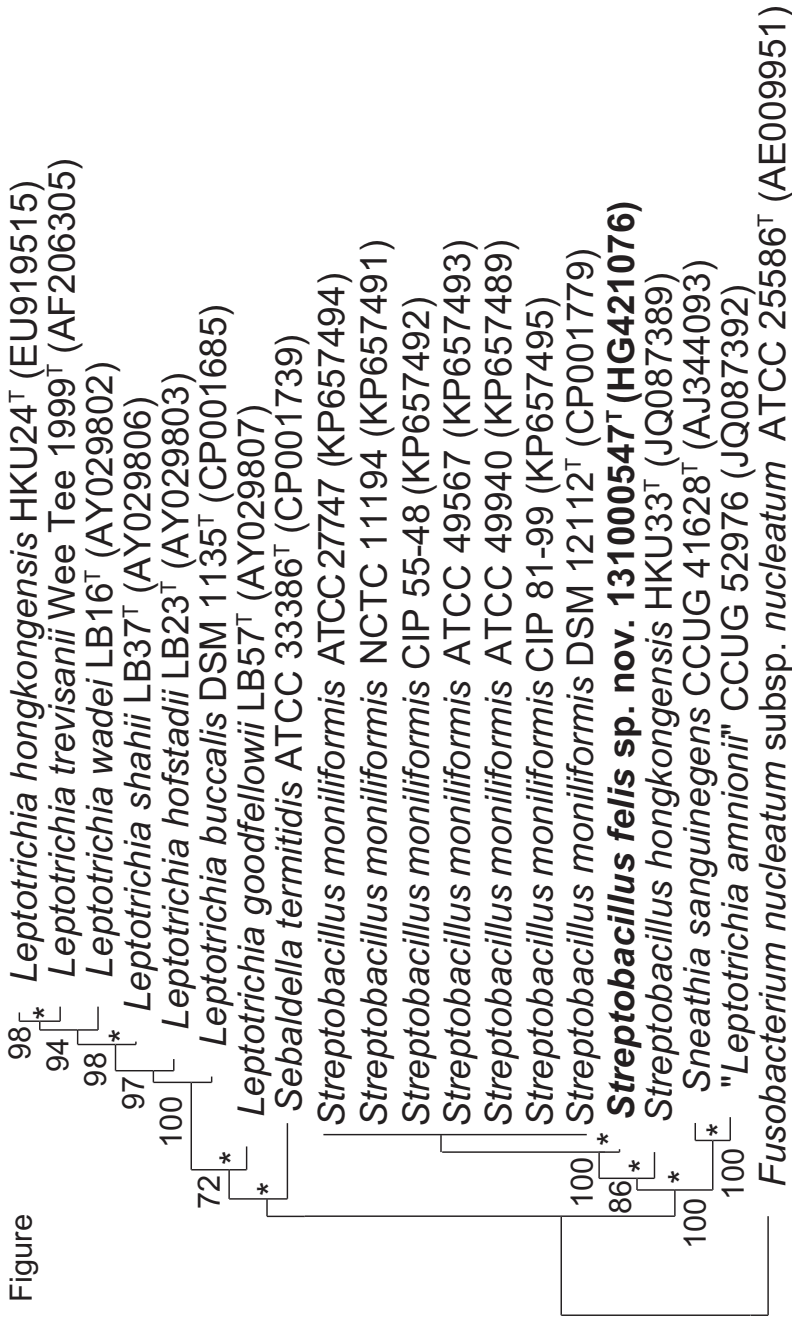 Figure
Leptotrichia hongkongensis HKU24ᵀ (EU919515)
Leptotrichia trevisanii Wee Tee 1999ᵀ (AF206305)
Leptotrichia wadei LB16ᵀ (AY029802)
Leptotrichia shahii LB37ᵀ (AY029806)
Leptotrichia hofstadii LB23ᵀ (AY029803)
Leptotrichia buccalis DSM 1135ᵀ (CP001685)
Leptotrichia goodfellowii LB57ᵀ (AY029807)
Sebaldella termitidis ATCC 33386ᵀ (CP001739)
Streptobacillus moniliformis ATCC 27747 (KP657494)
Streptobacillus moniliformis NCTC 11194 (KP657491)
Streptobacillus moniliformis CIP 55-48 (KP657492)
Streptobacillus moniliformis ATCC 49567 (KP657493)
Streptobacillus moniliformis ATCC 49940 (KP657489)
Streptobacillus moniliformis CIP 81-99 (KP657495)
Streptobacillus moniliformis DSM 12112ᵀ (CP001779)
Streptobacillus felis sp. nov. 131000547ᵀ (HG421076)
Streptobacillus hongkongensis HKU33ᵀ (JQ087389)
Sneathia sanguinegens CCUG 41628ᵀ (AJ344093)
"Leptotrichia amnionii" CCUG 52976 (JQ087392)
Fusobacterium nucleatum subsp. nucleatum ATCC 25586ᵀ (AE009951)
98
*
94
98
*
97
100
72
*
*
100
*
86
*
100
*
100